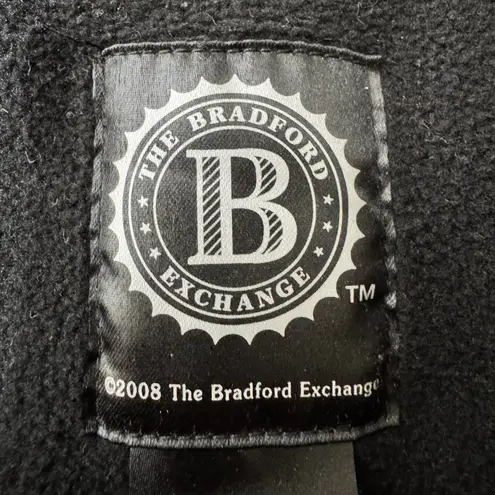 THE BRADFORD
B
EXCHANGE
TM
©2008 The Bradford Exchange